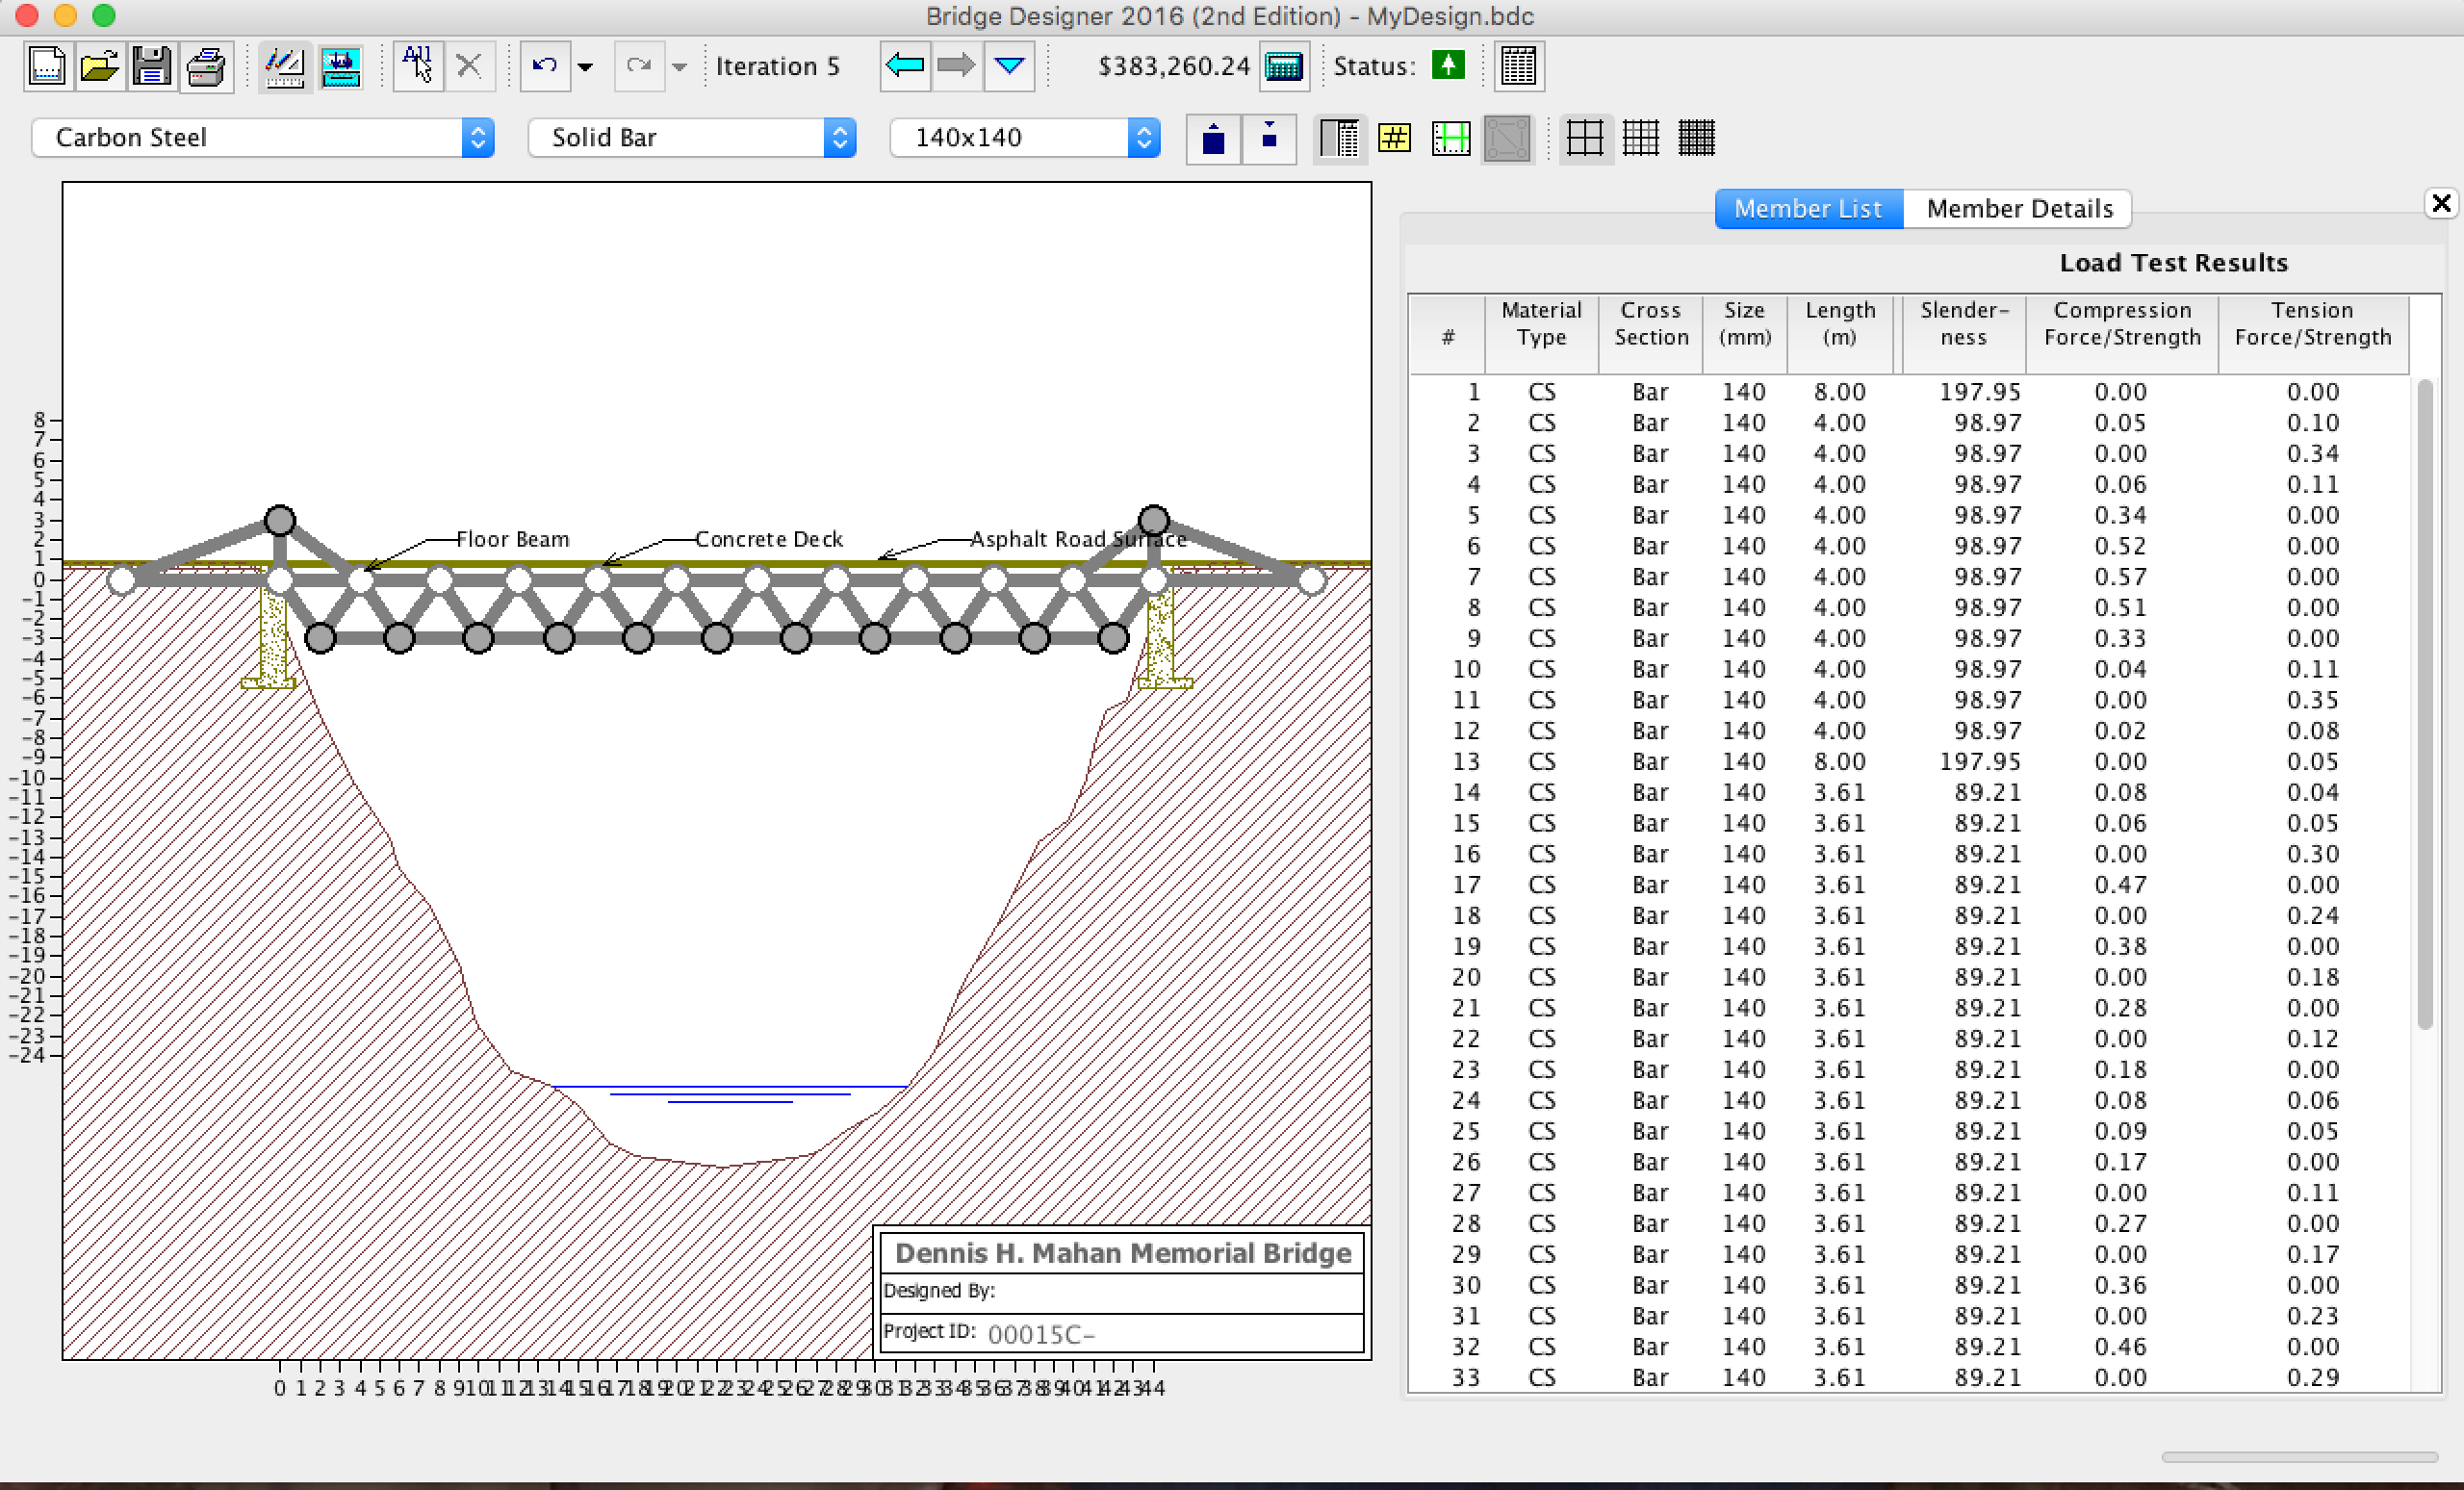 Bridge Designer 2016 (2nd Edition) - MyDesign.bdc
All Iteration 5 $383,260.24 Status:
Carbon Steel Solid Bar 140x140 #
Member List Member Details
Load Test Results
# Material Type Cross Section Size (mm) Length (m) Slender- ness Compression Force/Strength Tension Force/Strength
1 CS Bar 140 8.00 197.95 0.00 0.00
2 CS Bar 140 4.00 98.97 0.05 0.10
3 CS Bar 140 4.00 98.97 0.00 0.34
4 CS Bar 140 4.00 98.97 0.06 0.11
5 CS Bar 140 4.00 98.97 0.34 0.00
6 CS Bar 140 4.00 98.97 0.52 0.00
7 CS Bar 140 4.00 98.97 0.57 0.00
8 CS Bar 140 4.00 98.97 0.51 0.00
9 CS Bar 140 4.00 98.97 0.33 0.00
10 CS Bar 140 4.00 98.97 0.04 0.11
11 CS Bar 140 4.00 98.97 0.00 0.35
12 CS Bar 140 4.00 98.97 0.02 0.08
13 CS Bar 140 8.00 197.95 0.00 0.05
14 CS Bar 140 3.61 89.21 0.08 0.04
15 CS Bar 140 3.61 89.21 0.06 0.05
16 CS Bar 140 3.61 89.21 0.00 0.30
17 CS Bar 140 3.61 89.21 0.47 0.00
18 CS Bar 140 3.61 89.21 0.00 0.24
19 CS Bar 140 3.61 89.21 0.38 0.00
20 CS Bar 140 3.61 89.21 0.00 0.18
21 CS Bar 140 3.61 89.21 0.28 0.00
22 CS Bar 140 3.61 89.21 0.00 0.12
23 CS Bar 140 3.61 89.21 0.18 0.00
24 CS Bar 140 3.61 89.21 0.08 0.06
25 CS Bar 140 3.61 89.21 0.09 0.05
26 CS Bar 140 3.61 89.21 0.17 0.00
27 CS Bar 140 3.61 89.21 0.00 0.11
28 CS Bar 140 3.61 89.21 0.27 0.00
29 CS Bar 140 3.61 89.21 0.00 0.17
30 CS Bar 140 3.61 89.21 0.36 0.00
31 CS Bar 140 3.61 89.21 0.00 0.23
32 CS Bar 140 3.61 89.21 0.46 0.00
33 CS Bar 140 3.61 89.21 0.00 0.29
Floor Beam Concrete Deck Asphalt Road Surface
8
7
6
5
4
3
2
1
0
-1
-2
-3
-4
-5
-6
-7
-8
-9
-10
-11
-12
-13
-14
-15
-16
-17
-18
-19
-20
-21
-22
-23
-24
Dennis H. Mahan Memorial Bridge
Designed By:
Project ID: 00015C-
0 1 2 3 4 5 6 7 8 9 10 11 12 13 14 15 16 17 18 19 20 21 22 23 24 25 26 27 28 29 30 31 32 33 34 35 36 37 38 39 40 41 42 43 44